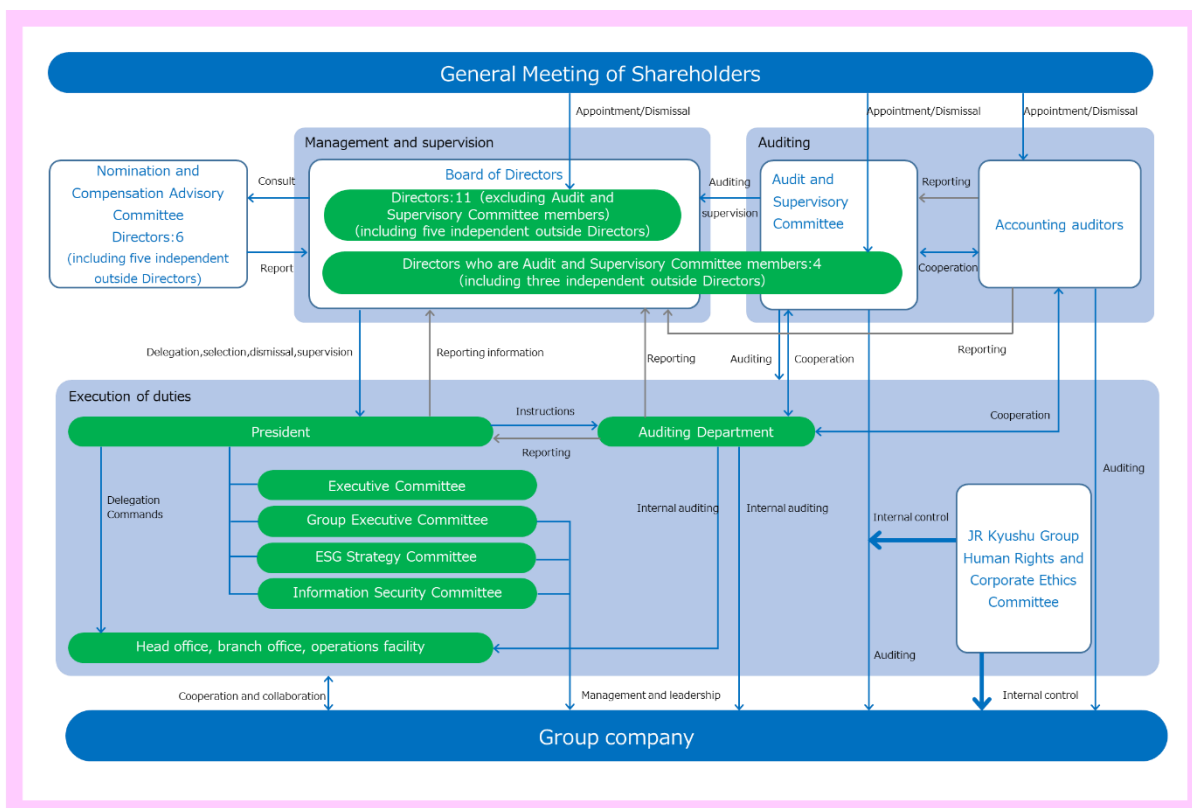 General Meeting of Shareholders
Appointment/Dismissal
Appointment/Dismissal
Appointment/Dismissal
Management and supervision
Auditing
Nomination and
Compensation Advisory
Committee
Directors:6
(including five independent
outside Directors)
Consult
Report
Board of Directors
Directors:11 (excluding Audit and
Supervisory Committee members)
(including five independent outside Directors)
Directors who are Audit and Supervisory Committee members:4
(including three independent outside Directors)
Auditing
supervision
Audit and
Supervisory
Committee
Reporting
Cooperation
Accounting auditors
Delegation,selection,dismissal,supervision
Reporting information
Reporting
Auditing
Cooperation
Reporting
Execution of duties
President
Instructions
Reporting
Auditing Department
Cooperation
Auditing
Delegation
Commands
Executive Committee
Group Executive Committee
ESG Strategy Committee
Information Security Committee
Internal auditing
Internal auditing
Internal control
JR Kyushu Group
Human Rights and
Corporate Ethics
Committee
Head office, branch office, operations facility
Auditing
Cooperation and collaboration
Management and leadership
Internal control
Group company